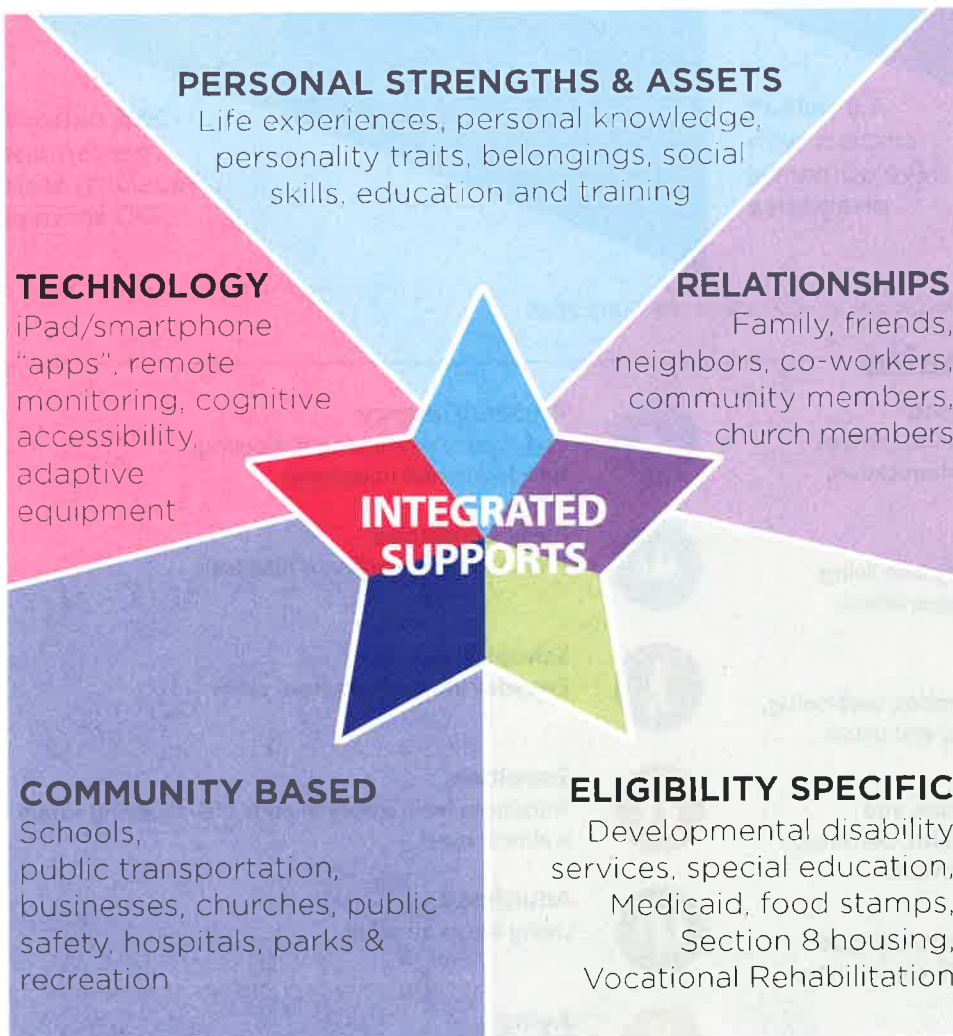 PERSONAL STRENGTHS & ASSETS
Life experiences, personal knowledge,
personality traits, belongings, social
skills, education and training
TECHNOLOGY
iPad/smartphone
"apps", remote
monitoring, cognitive
accessibility,
adaptive
equipment
RELATIONSHIPS
Family, friends,
neighbors, co-workers,
community members,
church members
INTEGRATED
SUPPORTS
COMMUNITY BASED
Schools,
public transportation,
businesses, churches, public
safety, hospitals, parks &
recreation
ELIGIBILITY SPECIFIC
Developmental disability
services, special education,
Medicaid, food stamps,
Section 8 housing,
Vocational Rehabilitation